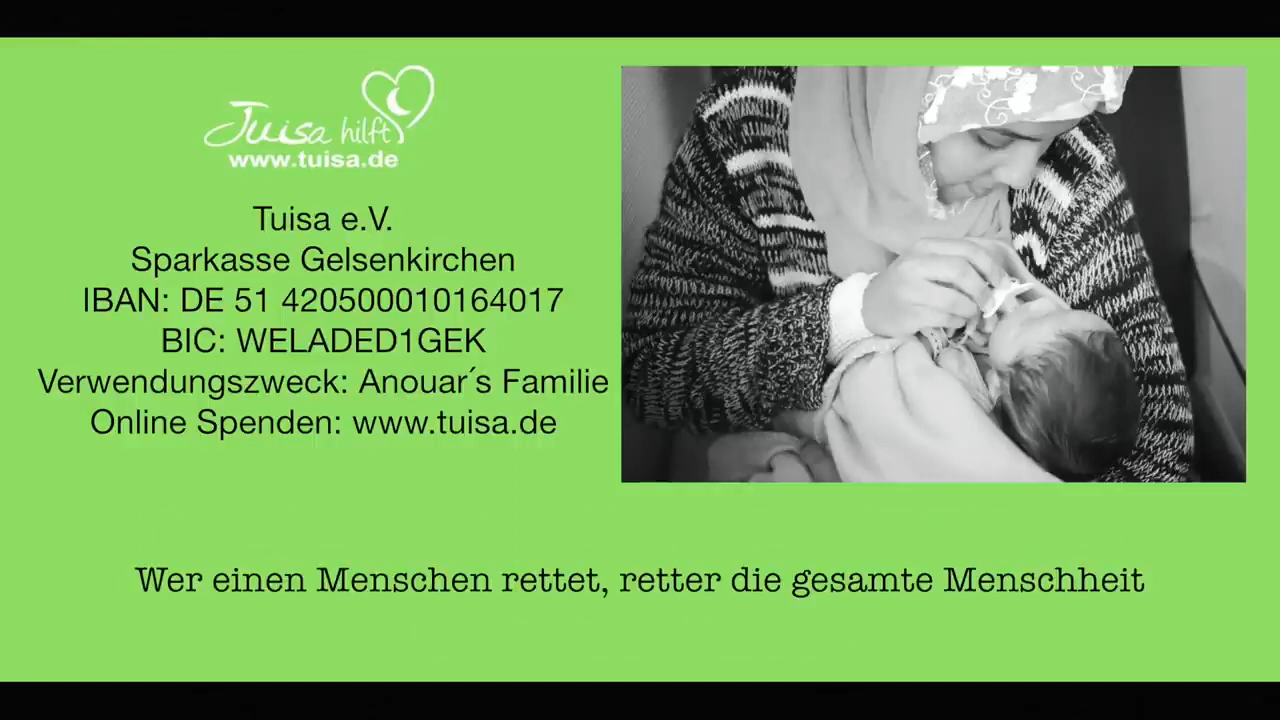 Tuisa hilft
www.tuisa.de
Tuisa e.V.
Sparkasse Gelsenkirchen
IBAN: DE 51 420500010164017
BIC: WELADED1GEK
Verwendungszweck: Anouar´s Familie
Online Spenden: www.tuisa.de
Wer einen Menschen rettet, retter die gesamte Menschheit